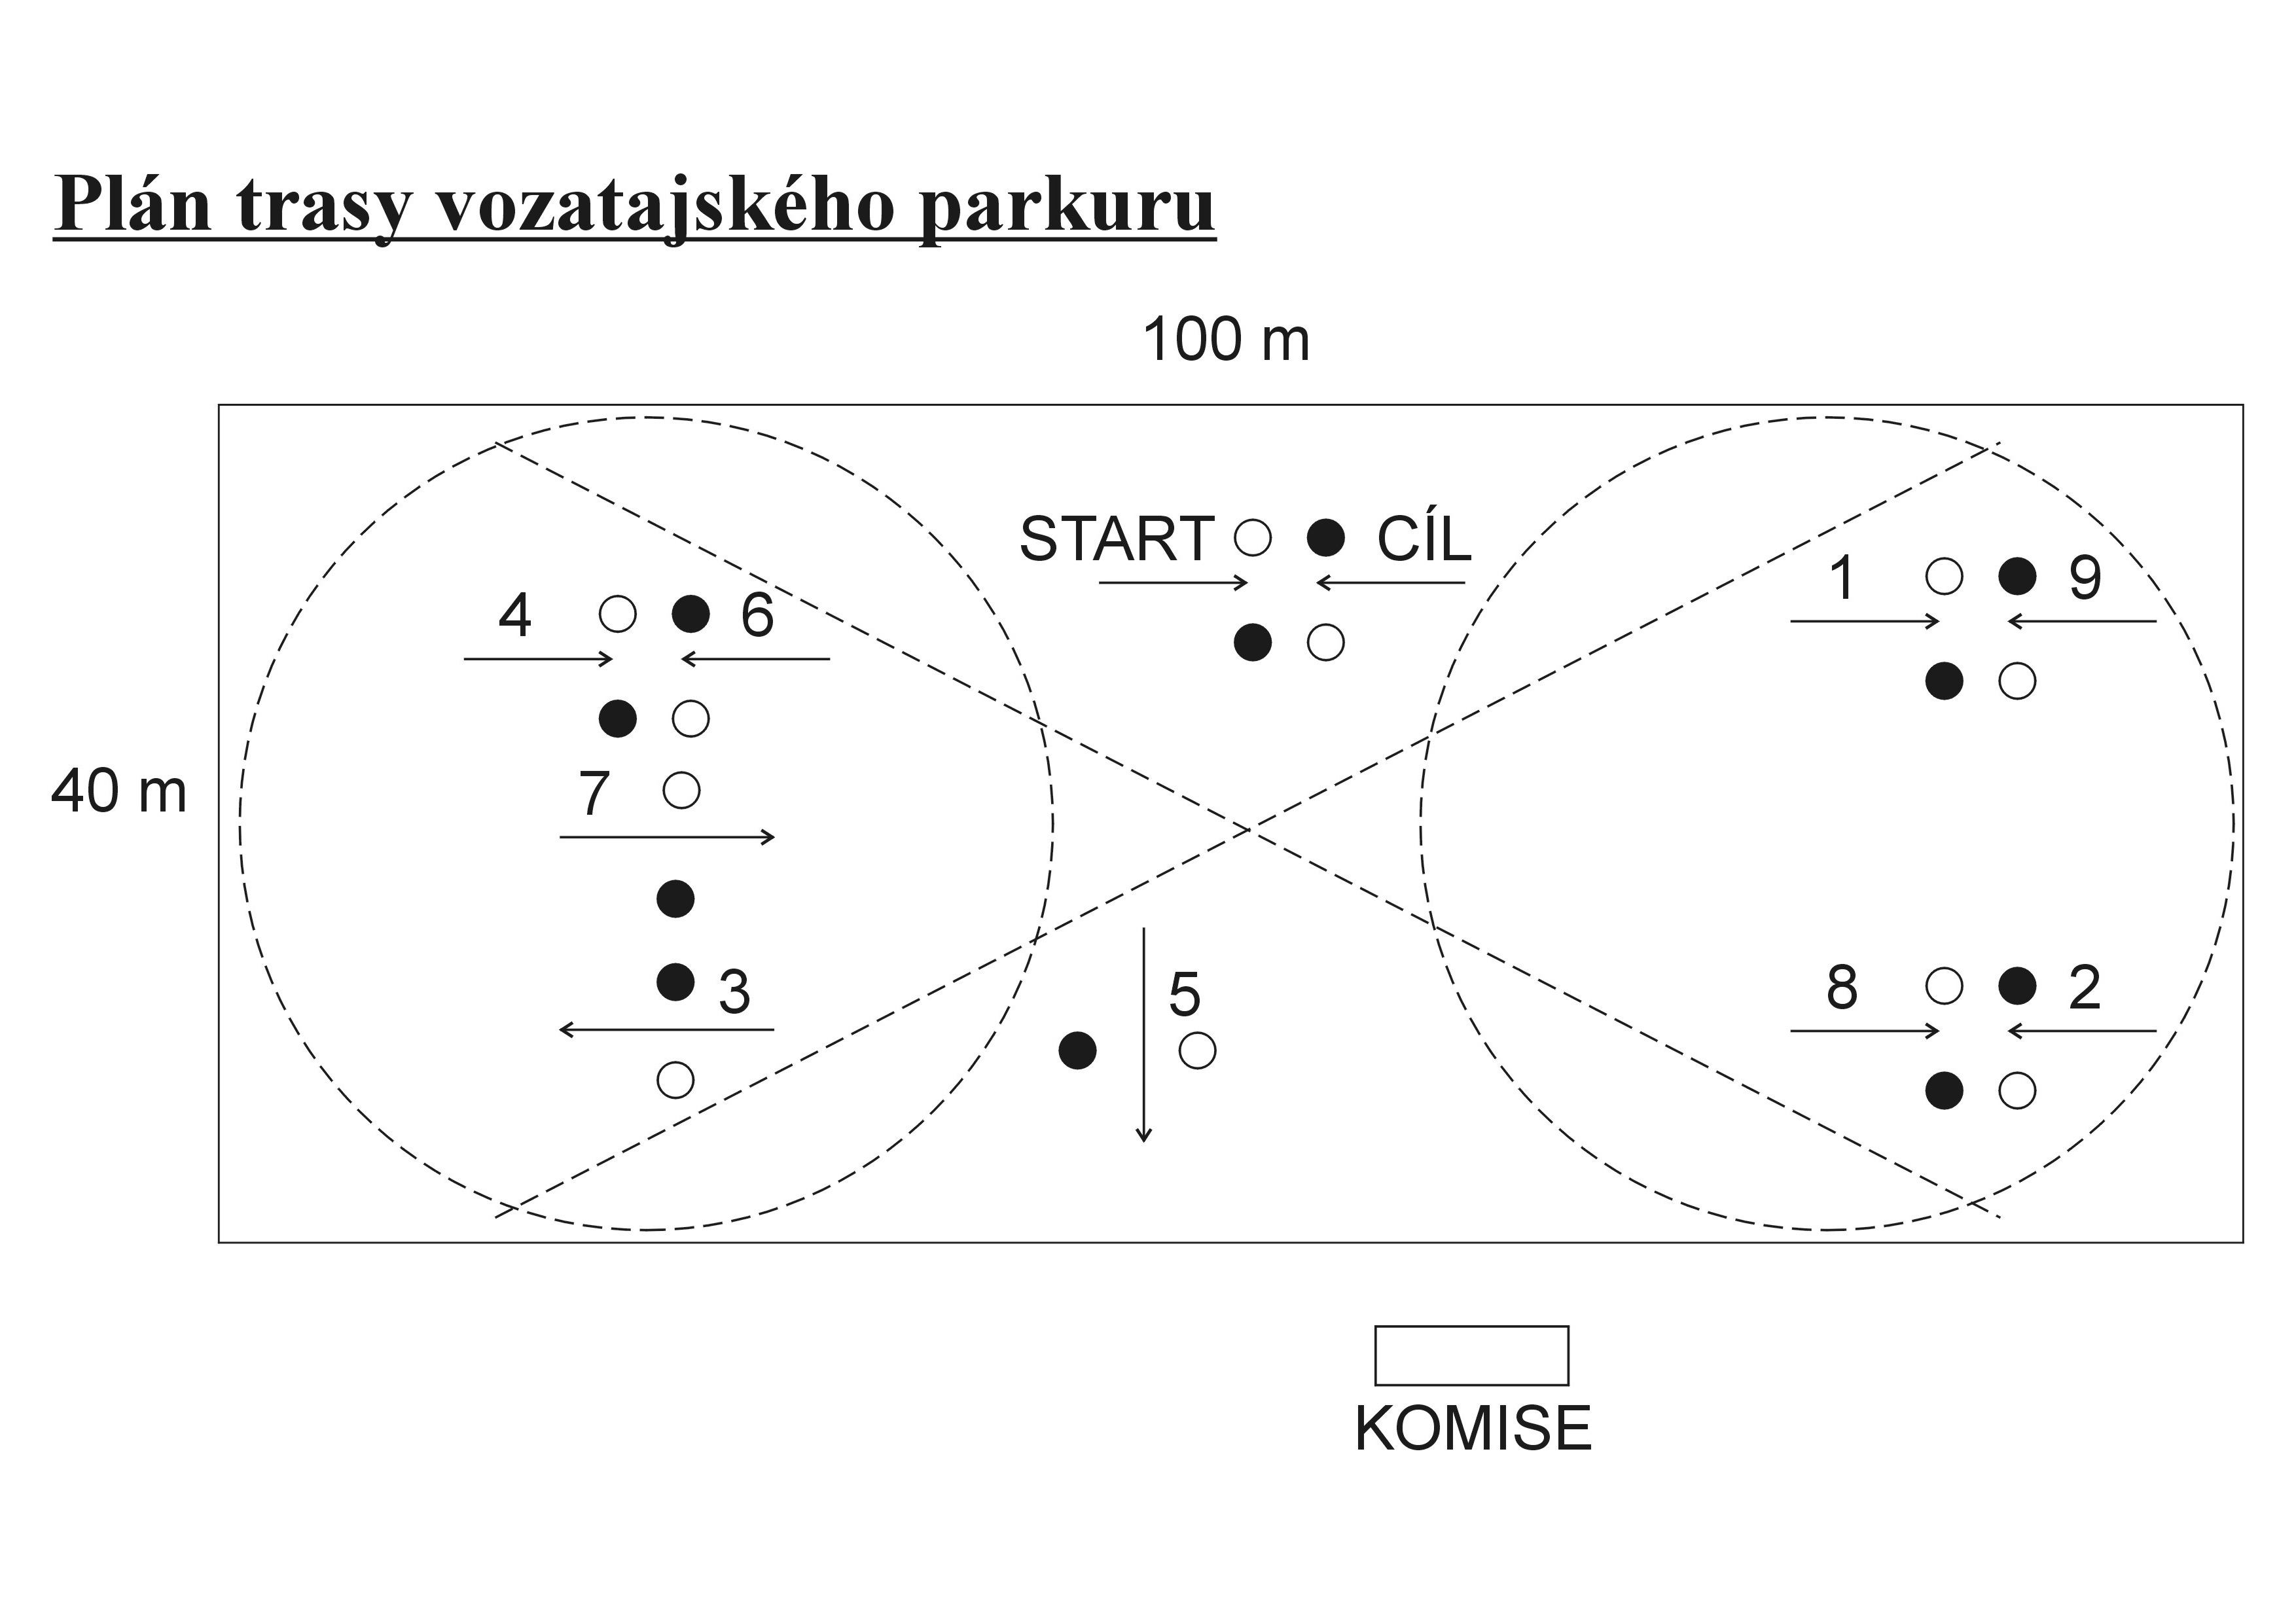 Plán trasy vozatajského parkuru
100 m
START CÍL
1 9
4 6
7
40 m
3
5
8 2
KOMISE